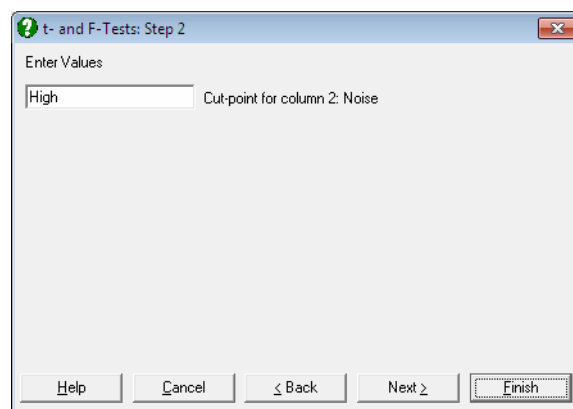 t- and F-Tests: Step 2
Enter Values
High Cut-point for column 2: Noise
Help Cancel < Back Next > Finish